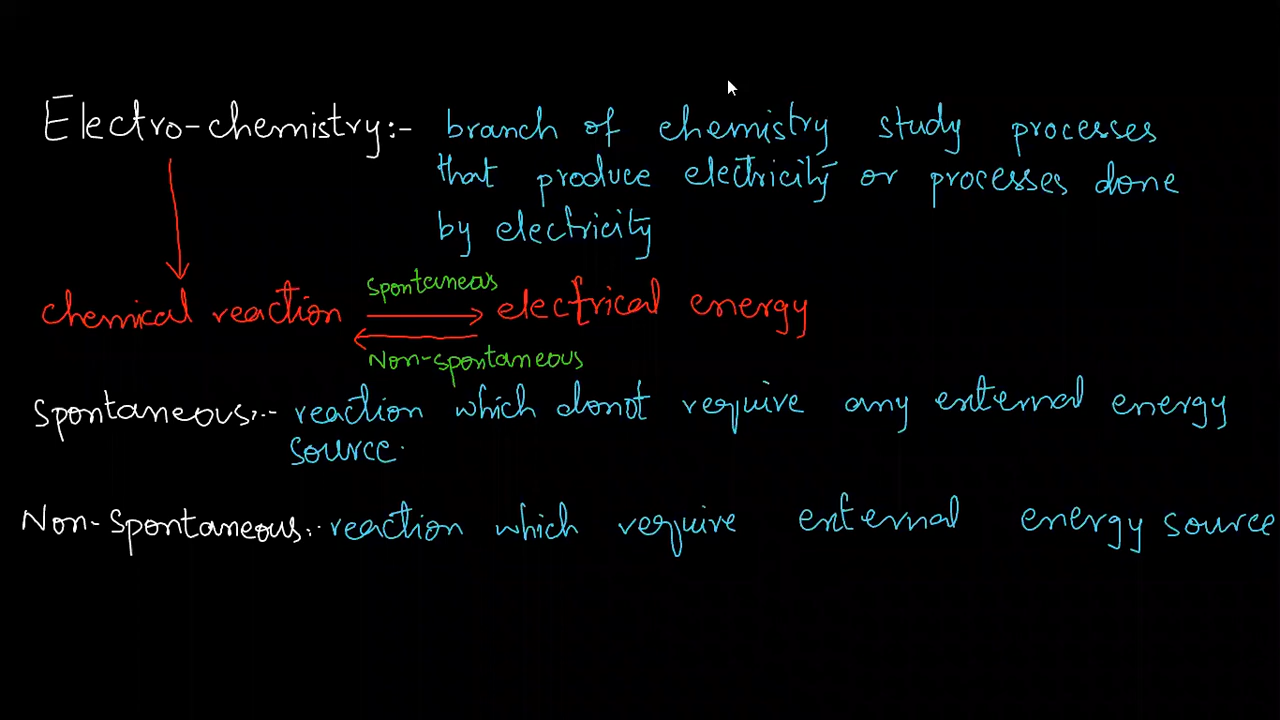 Electro-chemistry:- branch of chemistry study processes
that produce electricity or processes done
by electricity
Spontaneous
chemical reaction electrical energy
Non-spontaneous
Spontaneous:- reaction which donot require any external energy
source.
Non-Spontaneous:- reaction which require external energy source